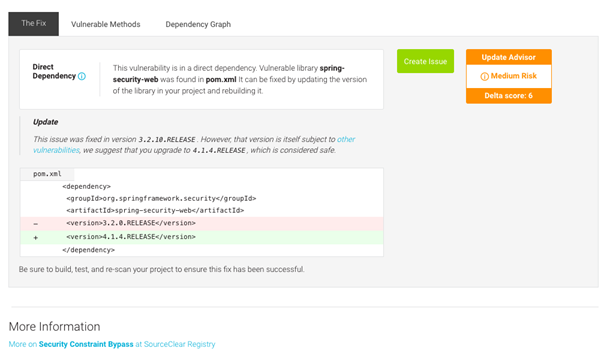 The Fix
Vulnerable Methods
Dependency Graph
Direct
Dependency
This vulnerability is in a direct dependency. Vulnerable library spring-
security-web was found in pom.xml It can be fixed by updating the version
of the library in your project and rebuilding it.
Create Issue
Update Advisor
Medium Risk
Delta score: 6
Update
This issue was fixed in version 3.2.10.RELEASE. However, that version is itself subject to other
vulnerabilities, we suggest that you upgrade to 4.1.4.RELEASE, which is considered safe.
pom.xml
<dependency>
<groupId>org.springframework.security</groupId>
<artifactId>spring-security-web</artifactId>
- <version>3.2.0.RELEASE</version>
+ <version>4.1.4.RELEASE</version>
</dependency>
Be sure to build, test, and re-scan your project to ensure this fix has been successful.
More Information
More on Security Constraint Bypass at SourceClear Registry